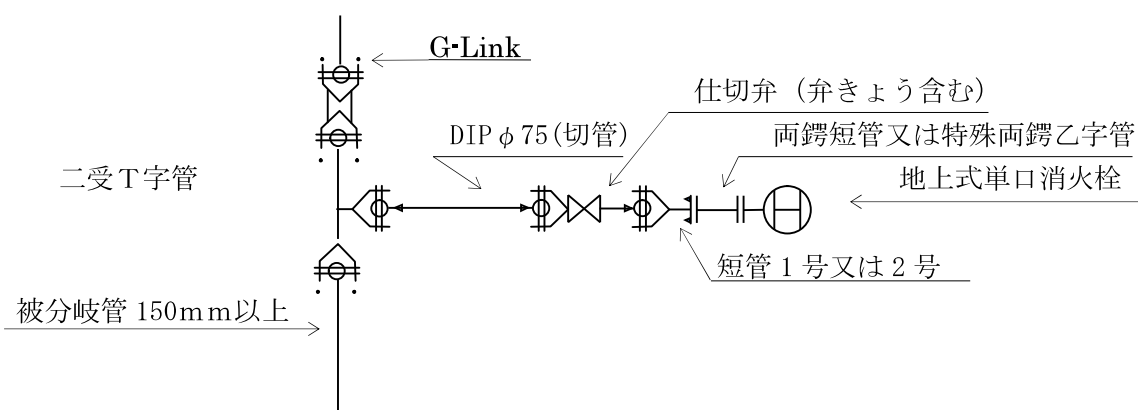 G-Link
仕切弁（弁きょう含む）
DIPφ75(切管)
両鍔短管又は特殊両鍔乙字管
二受T字管
地上式単口消火栓
短管1号又は2号
被分岐管150mm以上